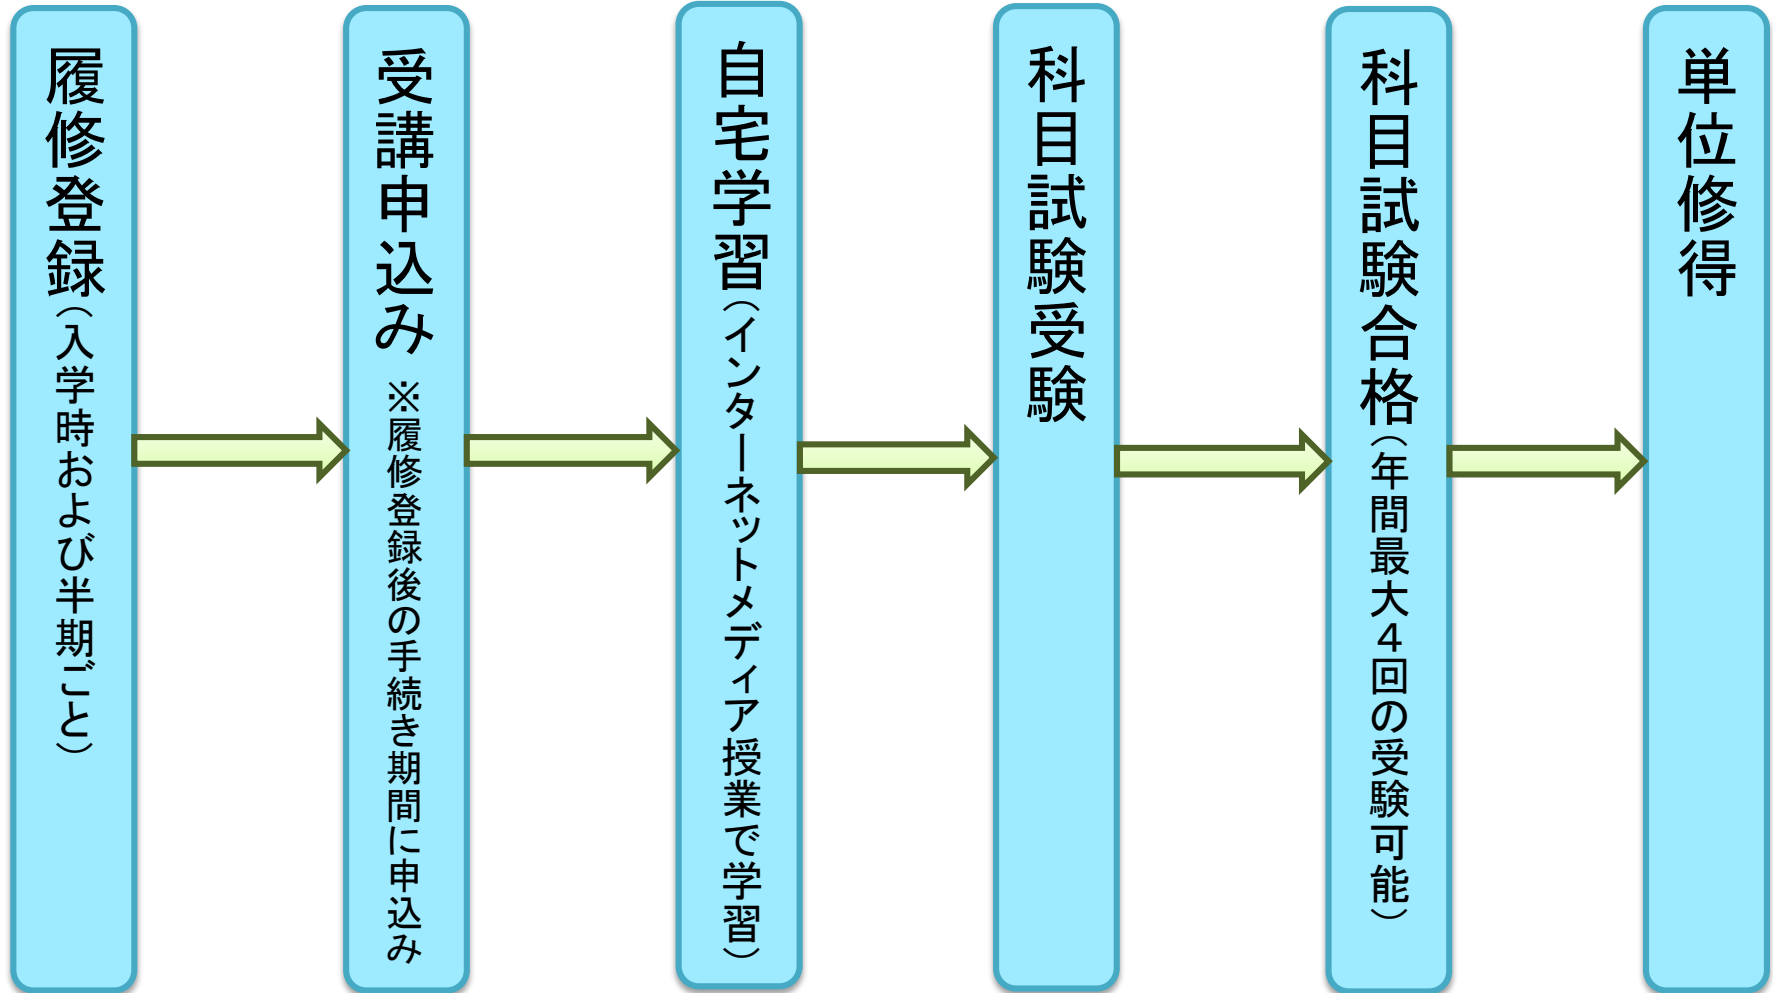 履修登録（入学時および半期ごと）
受講申込み ※履修登録後の手続き期間に申込み
自宅学習（インターネットメディア授業で学習）
科目試験受験
科目試験合格（年間最大４回の受験可能）
単位修得